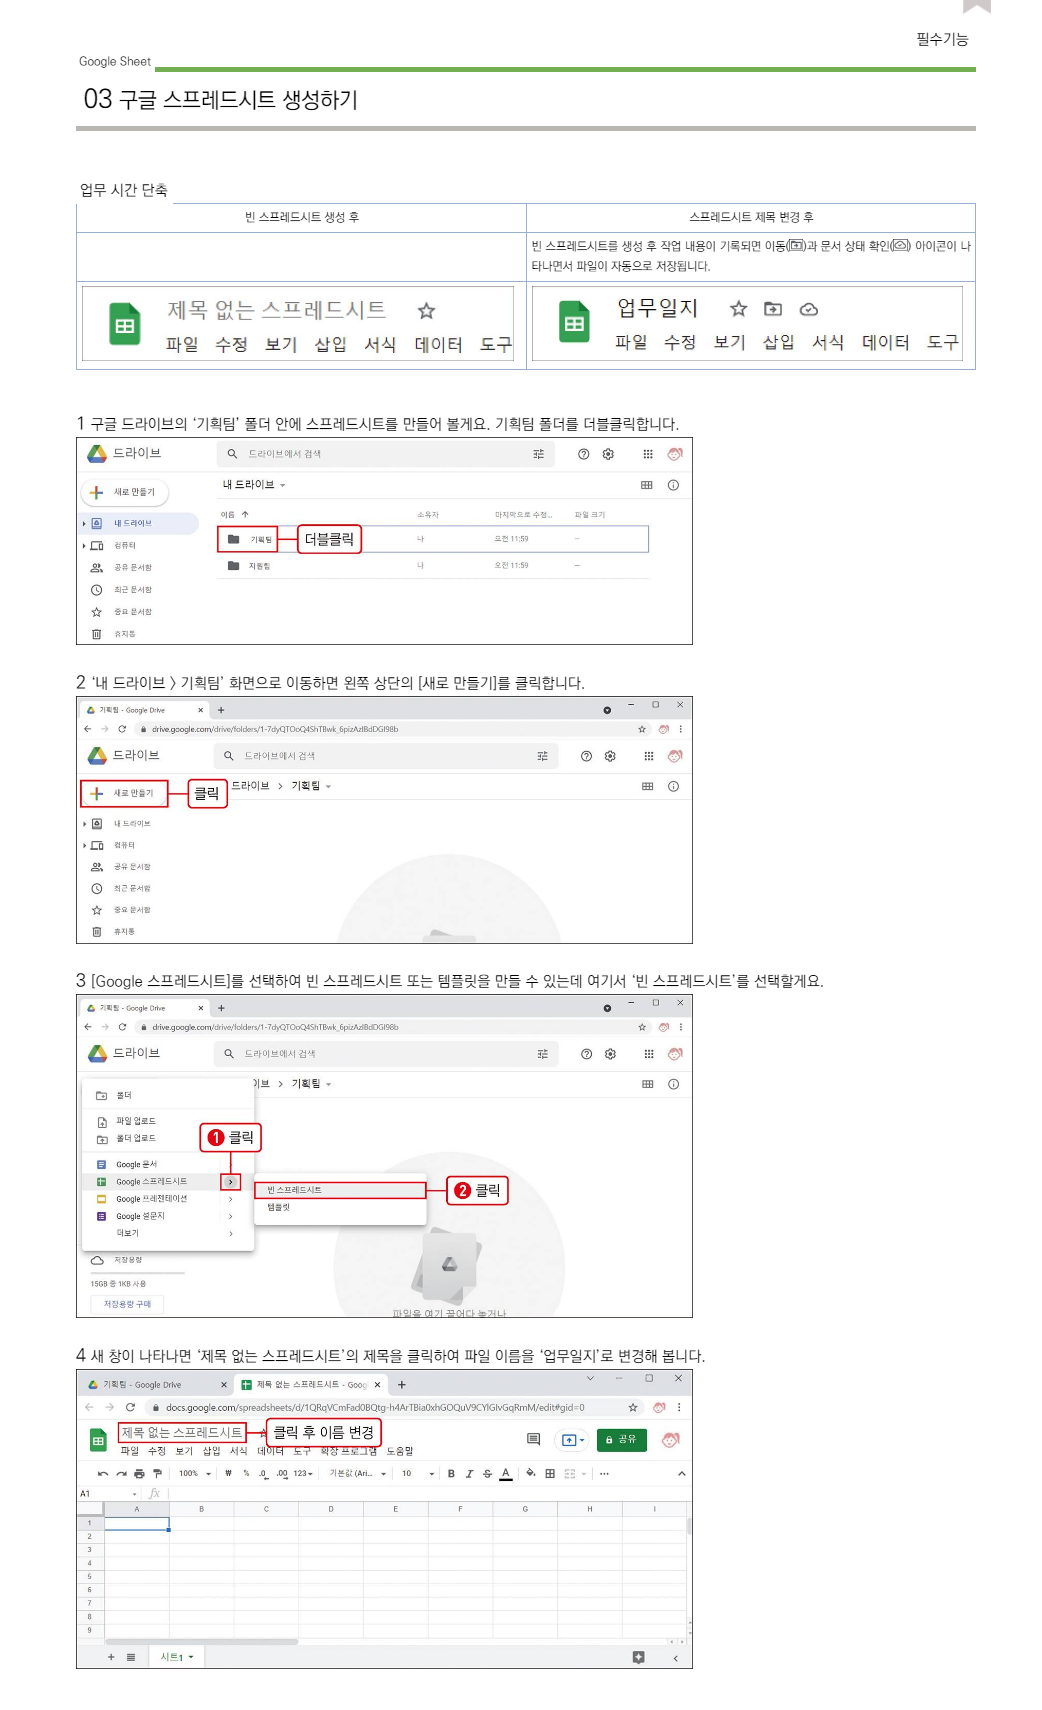 필수기능
Google Sheet
03 구글 스프레드시트 생성하기
업무 시간 단축
빈 스프레드시트 생성 후
스프레드시트 제목 변경 후
빈 스프레드시트를 생성 후 작업 내용이 기록되면 이동( )과 문서 상태 확인( ) 아이콘이 나
타나면서 파일이 자동으로 저장됩니다.
제목 없는 스프레드시트
파일 수정 보기 삽입 서식 데이터 도구
업무일지
파일 수정 보기 삽입 서식 데이터 도구
1 구글 드라이브의 ‘기획팀’ 폴더 안에 스프레드시트를 만들어 볼게요. 기획팀 폴더를 더블클릭합니다.
드라이브
드라이브에서 검색
새로 만들기
내 드라이브
이름 소유자 마지막으로 수정... 파일 크기
내 드라이브
기획팀 더블클릭 나 오전 11:59 —
컴퓨터
지원팀 나 오전 11:59 —
공유 문서함
최근 문서함
중요 문서함
휴지통
2 ‘내 드라이브 〉 기획팀’ 화면으로 이동하면 왼쪽 상단의 [새로 만들기]를 클릭합니다.
기획팀 - Google Drive
drive.google.com/drive/folders/1-7dyQTOoQ4ShTBwk_6pizAzIBdDGI98b
드라이브
드라이브에서 검색
새로 만들기 클릭 드라이브 > 기획팀
내 드라이브
컴퓨터
공유 문서함
최근 문서함
중요 문서함
휴지통
3 [Google 스프레드시트]를 선택하여 빈 스프레드시트 또는 템플릿을 만들 수 있는데 여기서 ‘빈 스프레드시트’를 선택할게요.
기획팀 - Google Drive
drive.google.com/drive/folders/1-7dyQTOoQ4ShTBwk_6pizAzIBdDGI98b
드라이브
드라이브에서 검색
이브 > 기획팀
폴더
파일 업로드
폴더 업로드
1 클릭
Google 문서
Google 스프레드시트
빈 스프레드시트 2 클릭
Google 프레젠테이션
템플릿
Google 설문지
더보기
저장용량
15GB 중 1KB 사용
저장용량 구매
파일을 여기 끌어다 놓거나
4 새 창이 나타나면 ‘제목 없는 스프레드시트’의 제목을 클릭하여 파일 이름을 ‘업무일지’로 변경해 봅니다.
기획팀 - Google Drive
제목 없는 스프레드시트 - Goog
docs.google.com/spreadsheets/d/1QRqVCmFad0BQtg-h4ArTBia0xhGOQuV9CYIGlvGqRmM/edit#gid=0
제목 없는 스프레드시트 클릭 후 이름 변경
공유
파일 수정 보기 삽입 서식 데이터 도구 확장 프로그램 도움말
100% ₩ % .0 .00 123 기본값 (Ari... 10 B I S A
A1 fx
A B C D E F G H I
1
2
3
4
5
6
7
8
9
시트1